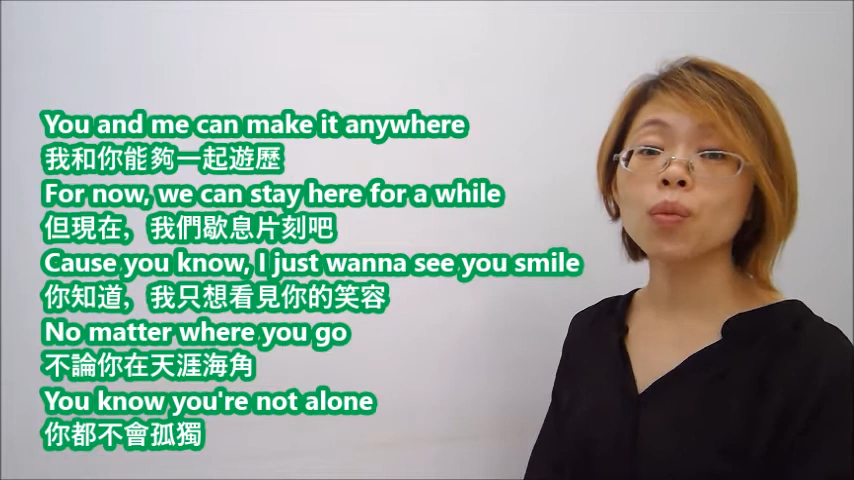 You and me can make it anywhere
我和你能夠一起遊歷
For now, we can stay here for a while
但現在，我們歇息片刻吧
Cause you know, I just wanna see you smile
你知道，我只想看見你的笑容
No matter where you go
不論你在天涯海角
You know you're not alone
你都不會孤獨